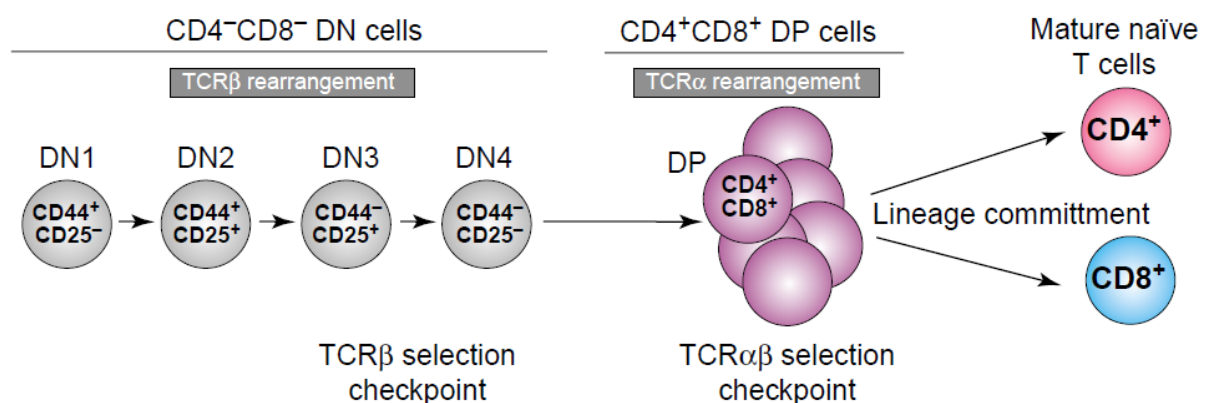 CD4⁻CD8⁻ DN cells
CD4⁺CD8⁺ DP cells
Mature naïve
T cells
TCRβ rearrangement
TCRα rearrangement
CD4⁺
DN1
DN2
DN3
DN4
DP
CD44⁺
CD25⁻
CD44⁺
CD25⁺
CD44⁻
CD25⁺
CD44⁻
CD25⁻
CD4⁺
CD8⁺
Lineage committment
CD8⁺
TCRβ selection
checkpoint
TCRαβ selection
checkpoint